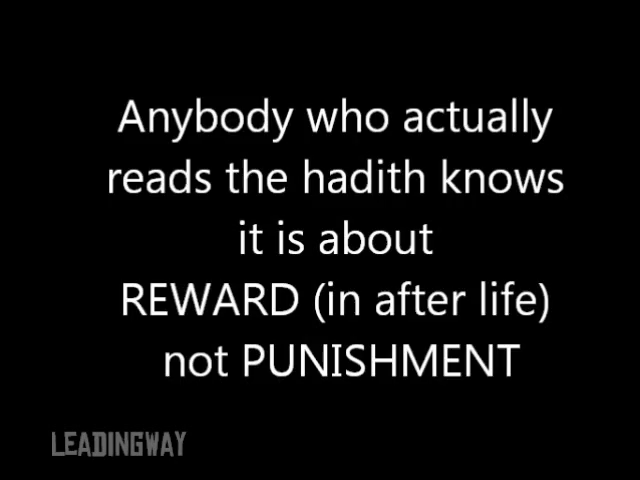 Anybody who actually
reads the hadith knows
it is about
REWARD (in after life)
not PUNISHMENT
LEADINGWAY